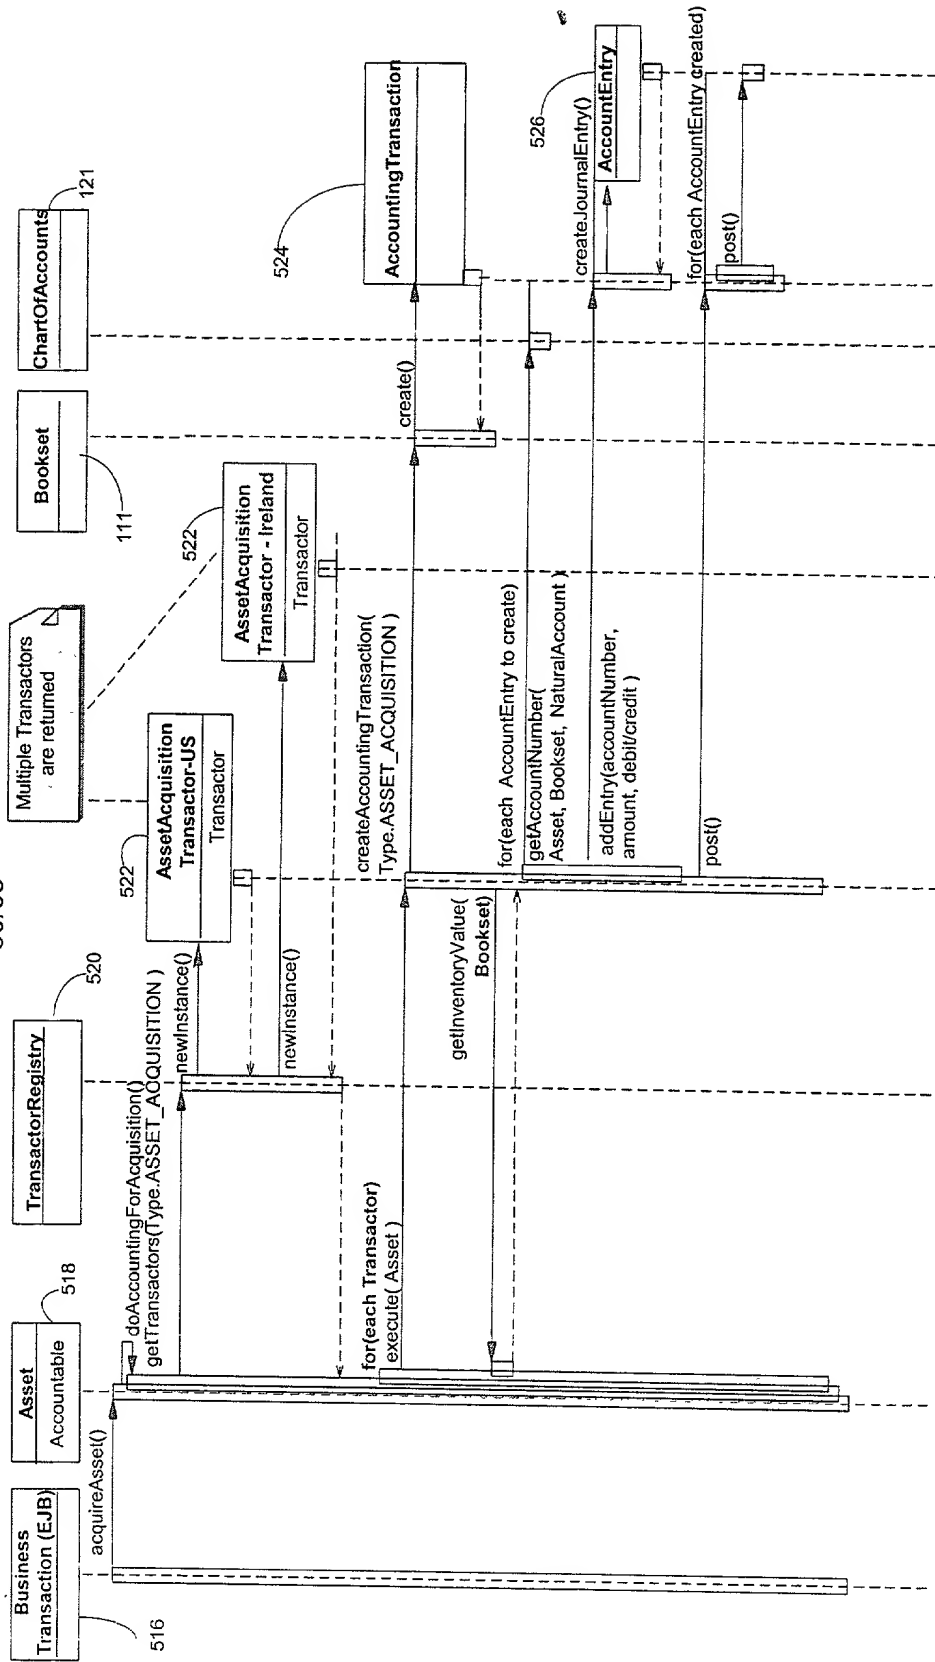 Business
Transaction (EJB)
516
Asset
Accountable
518
TransactorRegistry
520
Multiple Transactors
are returned
Bookset
111
ChartOfAccounts
121
acquireAsset()
doAccountingForAcquisition()
getTransactors(Type.ASSET_ACQUISITION )
newInstance()
522
AssetAcquisition
Transactor-US
Transactor
newInstance()
522
AssetAcquisition
Transactor - Ireland
Transactor
for(each Transactor)
execute( Asset )
createAccountingTransaction(
Type.ASSET_ACQUISITION )
create()
524
AccountingTransaction
getInventoryValue(
Bookset)
for(each AccountEntry to create)
getAccountNumber(
Asset, Bookset, NaturalAccount )
addEntry(accountNumber,
amount, debit/credit )
createJournalEntry()
526
AccountEntry
post()
for(each AccountEntry created)
post()